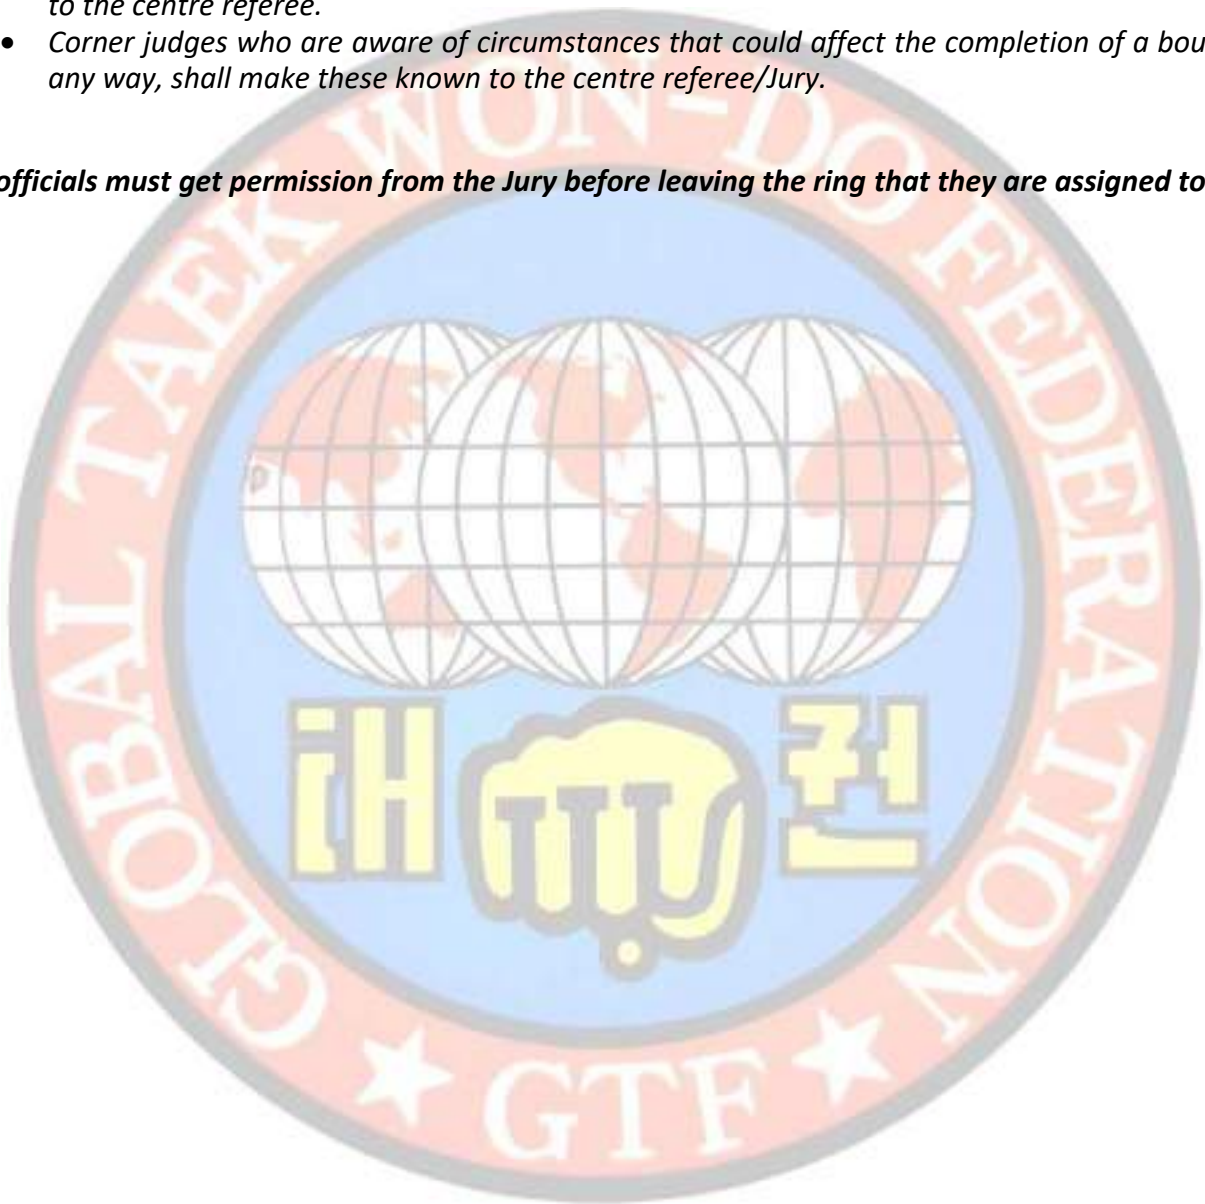 to the centre referee.
• Corner judges who are aware of circumstances that could affect the completion of a bou
any way, shall make these known to the centre referee/Jury.
officials must get permission from the Jury before leaving the ring that they are assigned to
GLOBAL TAEK WON-DO FEDERATION
태 권
★ GTF ★